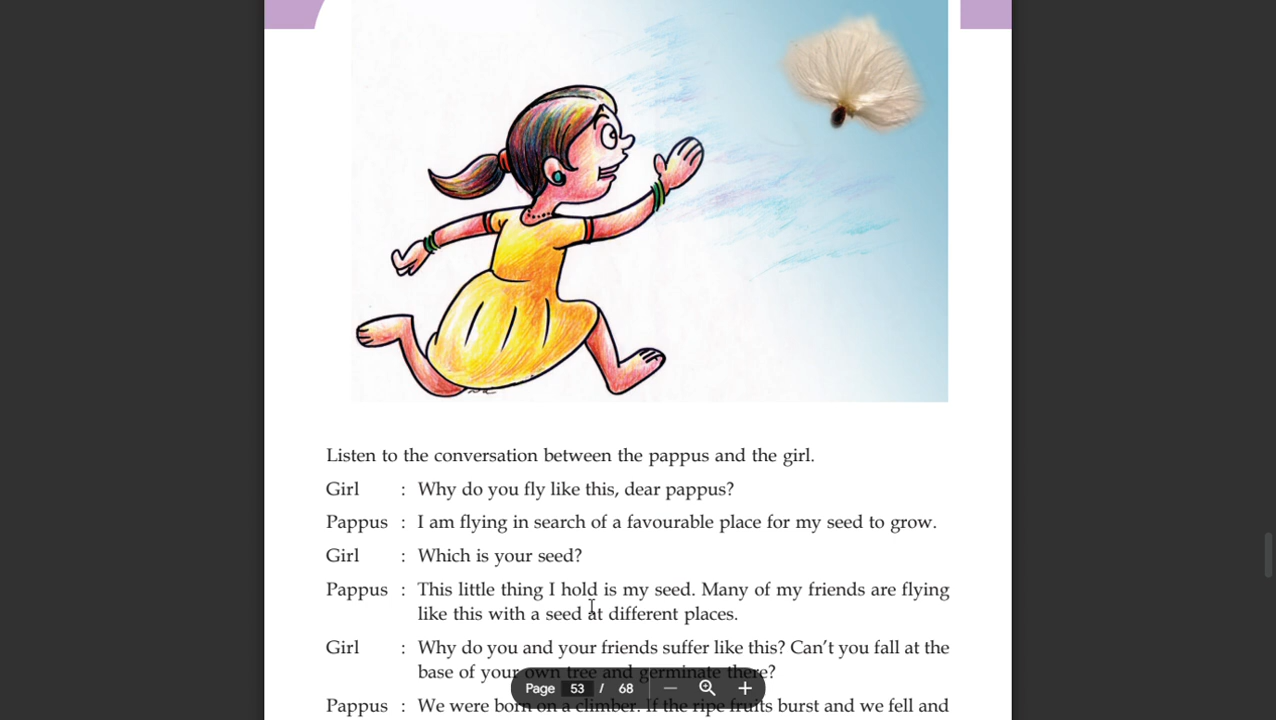 Listen to the conversation between the pappus and the girl.
Girl : Why do you fly like this, dear pappus?
Pappus : I am flying in search of a favourable place for my seed to grow.
Girl : Which is your seed?
Pappus : This little thing I hold is my seed. Many of my friends are flying
like this with a seed at different places.
Girl : Why do you and your friends suffer like this? Can't you fall at the
base of your own tree and germinate there?
Page 53 / 68
Pappus : We were born on a climber. If the ripe fruits burst and we fell and